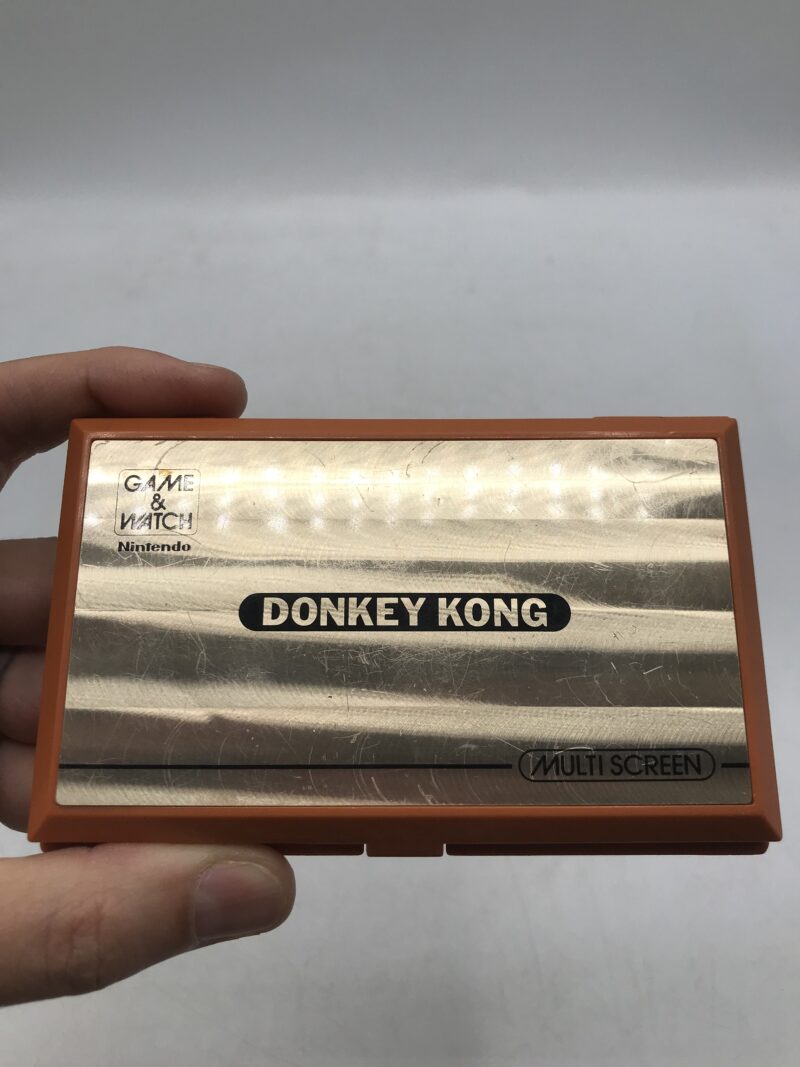 GAME
&
WATCH
Nintendo
DONKEY KONG
MULTI SCREEN